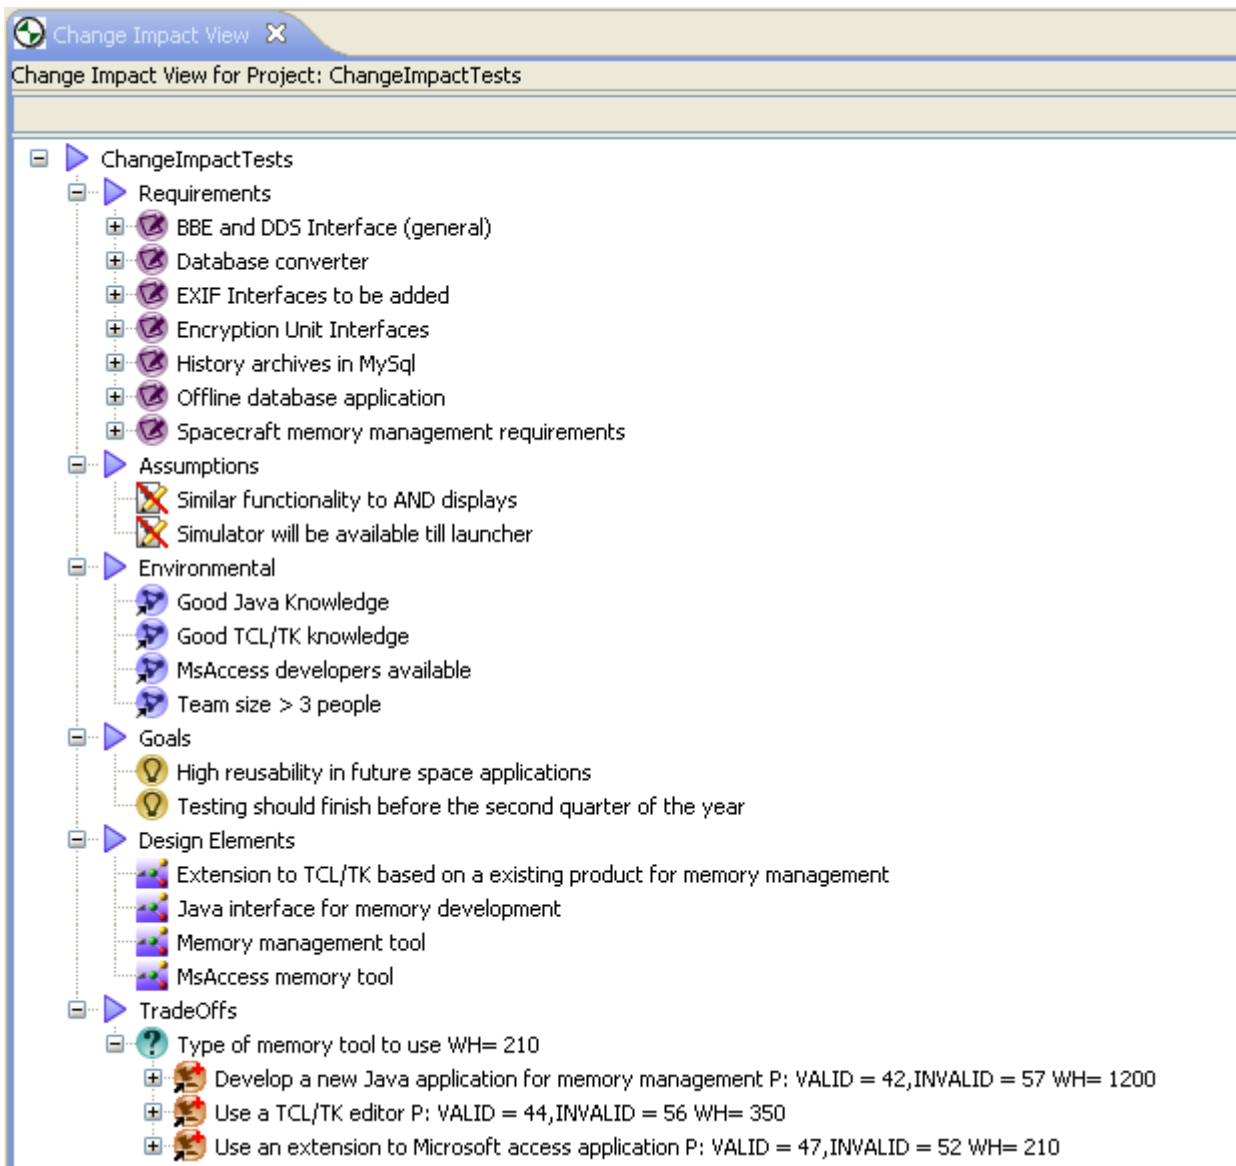 Change Impact View
Change Impact View for Project: ChangeImpactTests
ChangeImpactTests
Requirements
BBE and DDS Interface (general)
Database converter
EXIF Interfaces to be added
Encryption Unit Interfaces
History archives in MySql
Offline database application
Spacecraft memory management requirements
Assumptions
Similar functionality to AND displays
Simulator will be available till launcher
Environmental
Good Java Knowledge
Good TCL/TK knowledge
MsAccess developers available
Team size > 3 people
Goals
High reusability in future space applications
Testing should finish before the second quarter of the year
Design Elements
Extension to TCL/TK based on a existing product for memory management
Java interface for memory development
Memory management tool
MsAccess memory tool
TradeOffs
Type of memory tool to use WH= 210
Develop a new Java application for memory management P: VALID = 42,INVALID = 57 WH= 1200
Use a TCL/TK editor P: VALID = 44,INVALID = 56 WH= 350
Use an extension to Microsoft access application P: VALID = 47,INVALID = 52 WH= 210